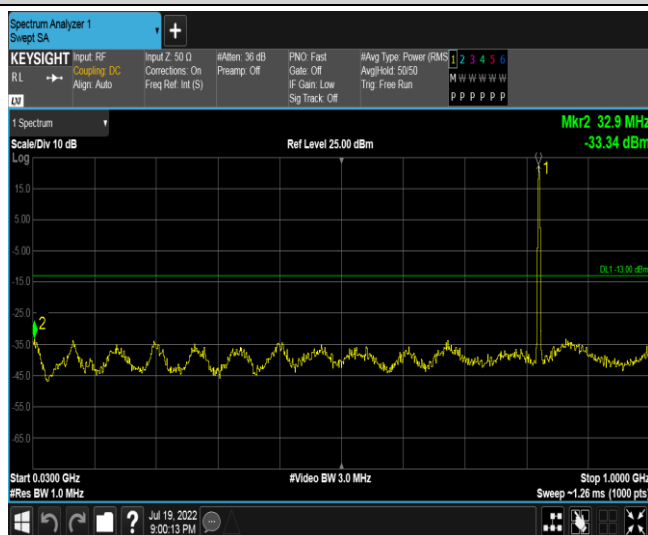 Spectrum Analyzer 1
Swept SA
+
KEYSIGHT
RL
LXI
Input: RF
Coupling: DC
Align: Auto
Input Z: 50 Ω
Corrections: On
Freq Ref: Int (S)
#Atten: 36 dB
Preamp: Off
PNO: Fast
Gate: Off
IF Gain: Low
Sig Track: Off
#Avg Type: Power (RMS
Avg|Hold: 50/50
Trig: Free Run
1 2 3 4 5 6
M W W W W W
P P P P P P
1 Spectrum
Scale/Div 10 dB
Ref Level 25.00 dBm
Mkr2 32.9 MHz
-33.34 dBm
Log
15.0
5.00
-5.00
-15.0
-25.0
-35.0
-45.0
-55.0
-65.0
1
DL1 -13.00 dBm
2
Start 0.0300 GHz
#Res BW 1.0 MHz
#Video BW 3.0 MHz
Stop 1.0000 GHz
Sweep ~1.26 ms (1000 pts)
?
Jul 19, 2022
9:00:13 PM